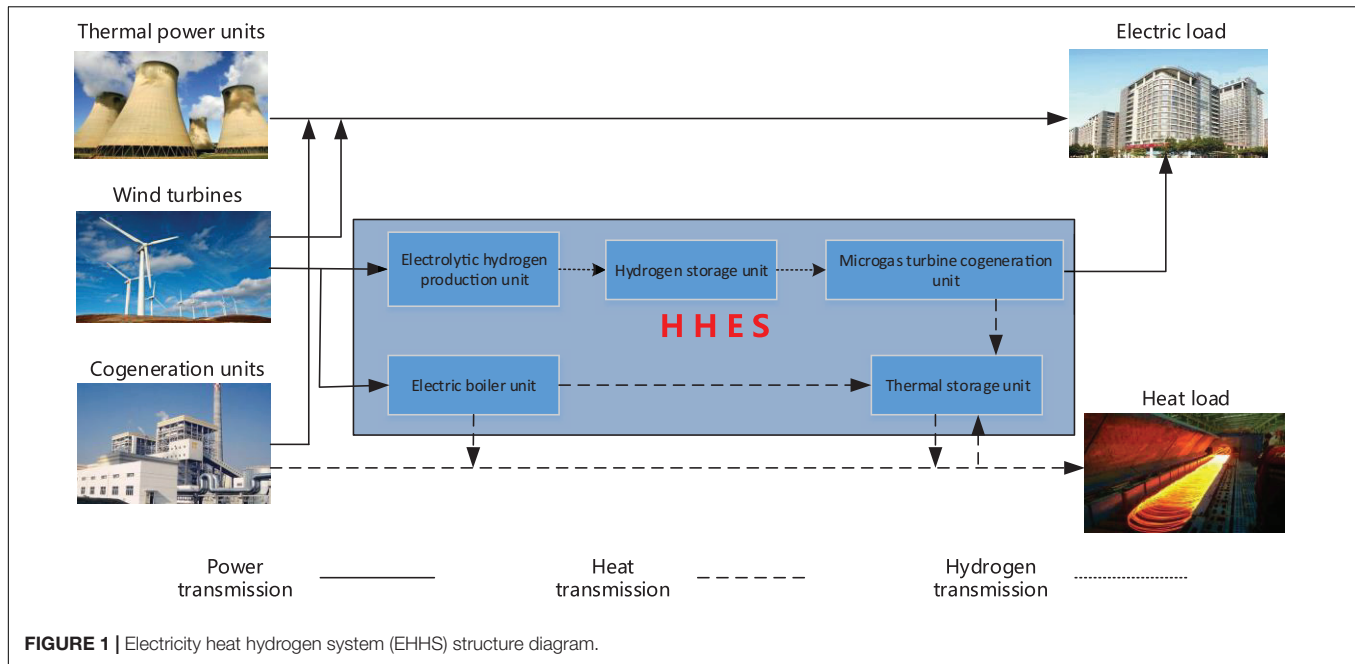 Thermal power units
Electric load
Wind turbines
Electrolytic hydrogen
production unit
Hydrogen storage unit
Microgas turbine cogeneration
unit
H H E S
Cogeneration units
Electric boiler unit
Thermal storage unit
Heat load
Power
transmission
Heat
transmission
Hydrogen
transmission
FIGURE 1 | Electricity heat hydrogen system (EHHS) structure diagram.